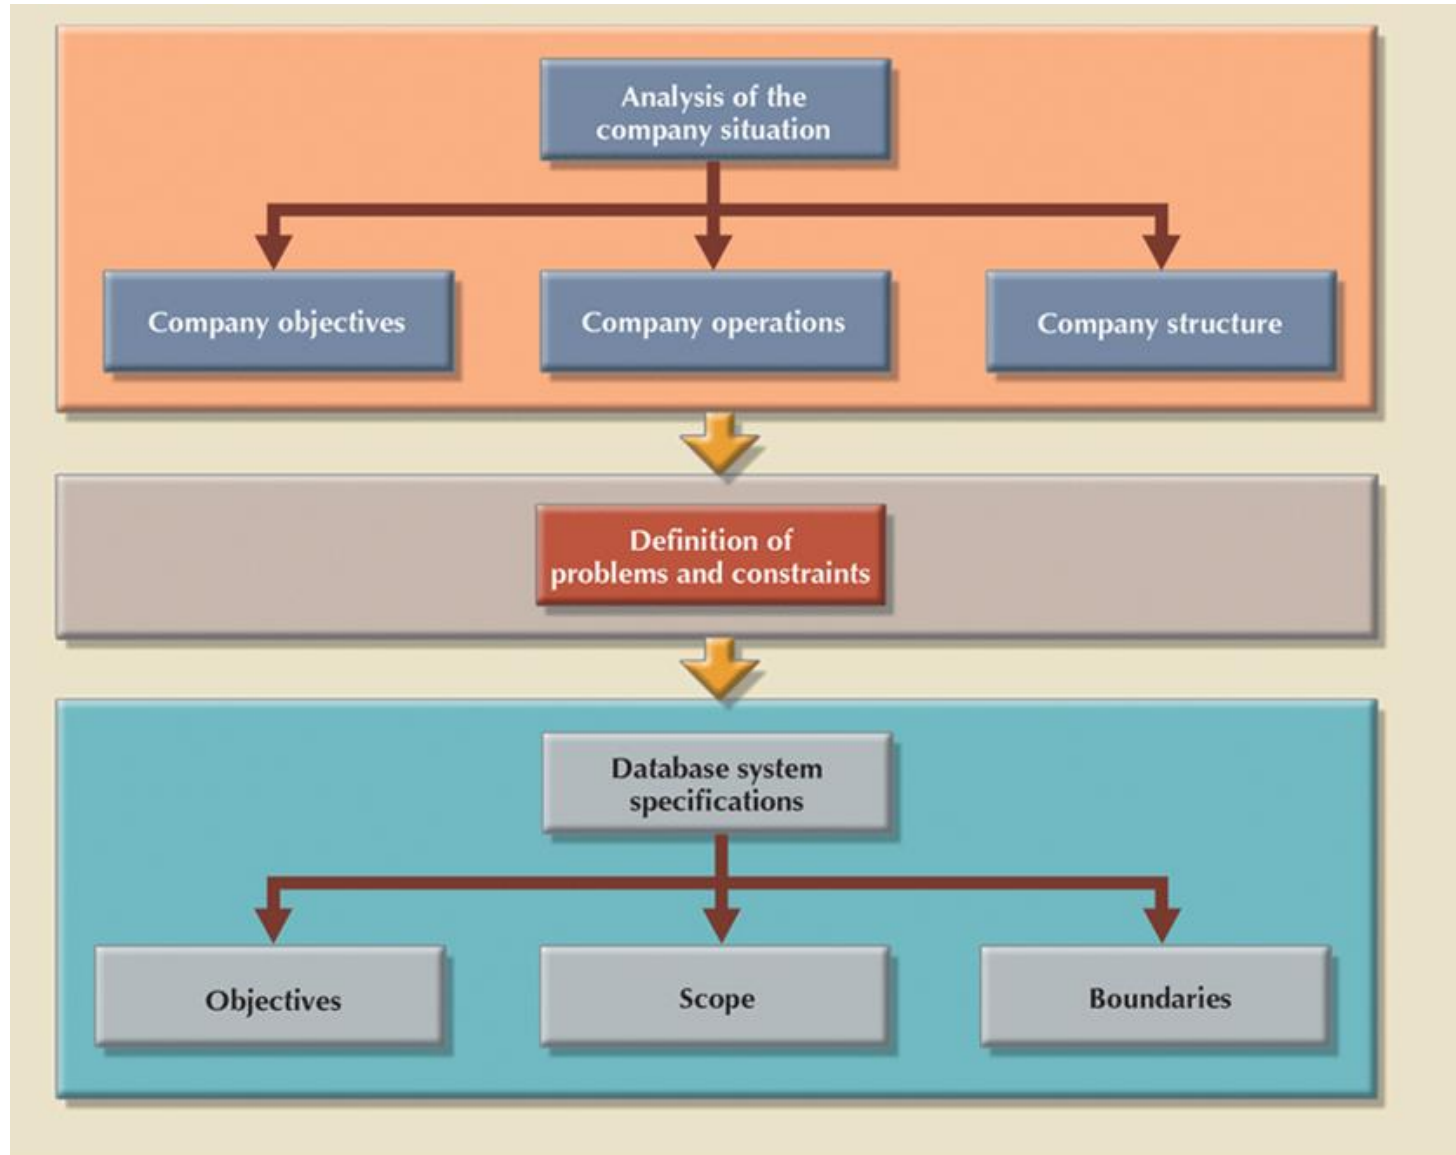 Analysis of the
company situation
Company objectives
Company operations
Company structure
Definition of
problems and constraints
Database system
specifications
Objectives
Scope
Boundaries